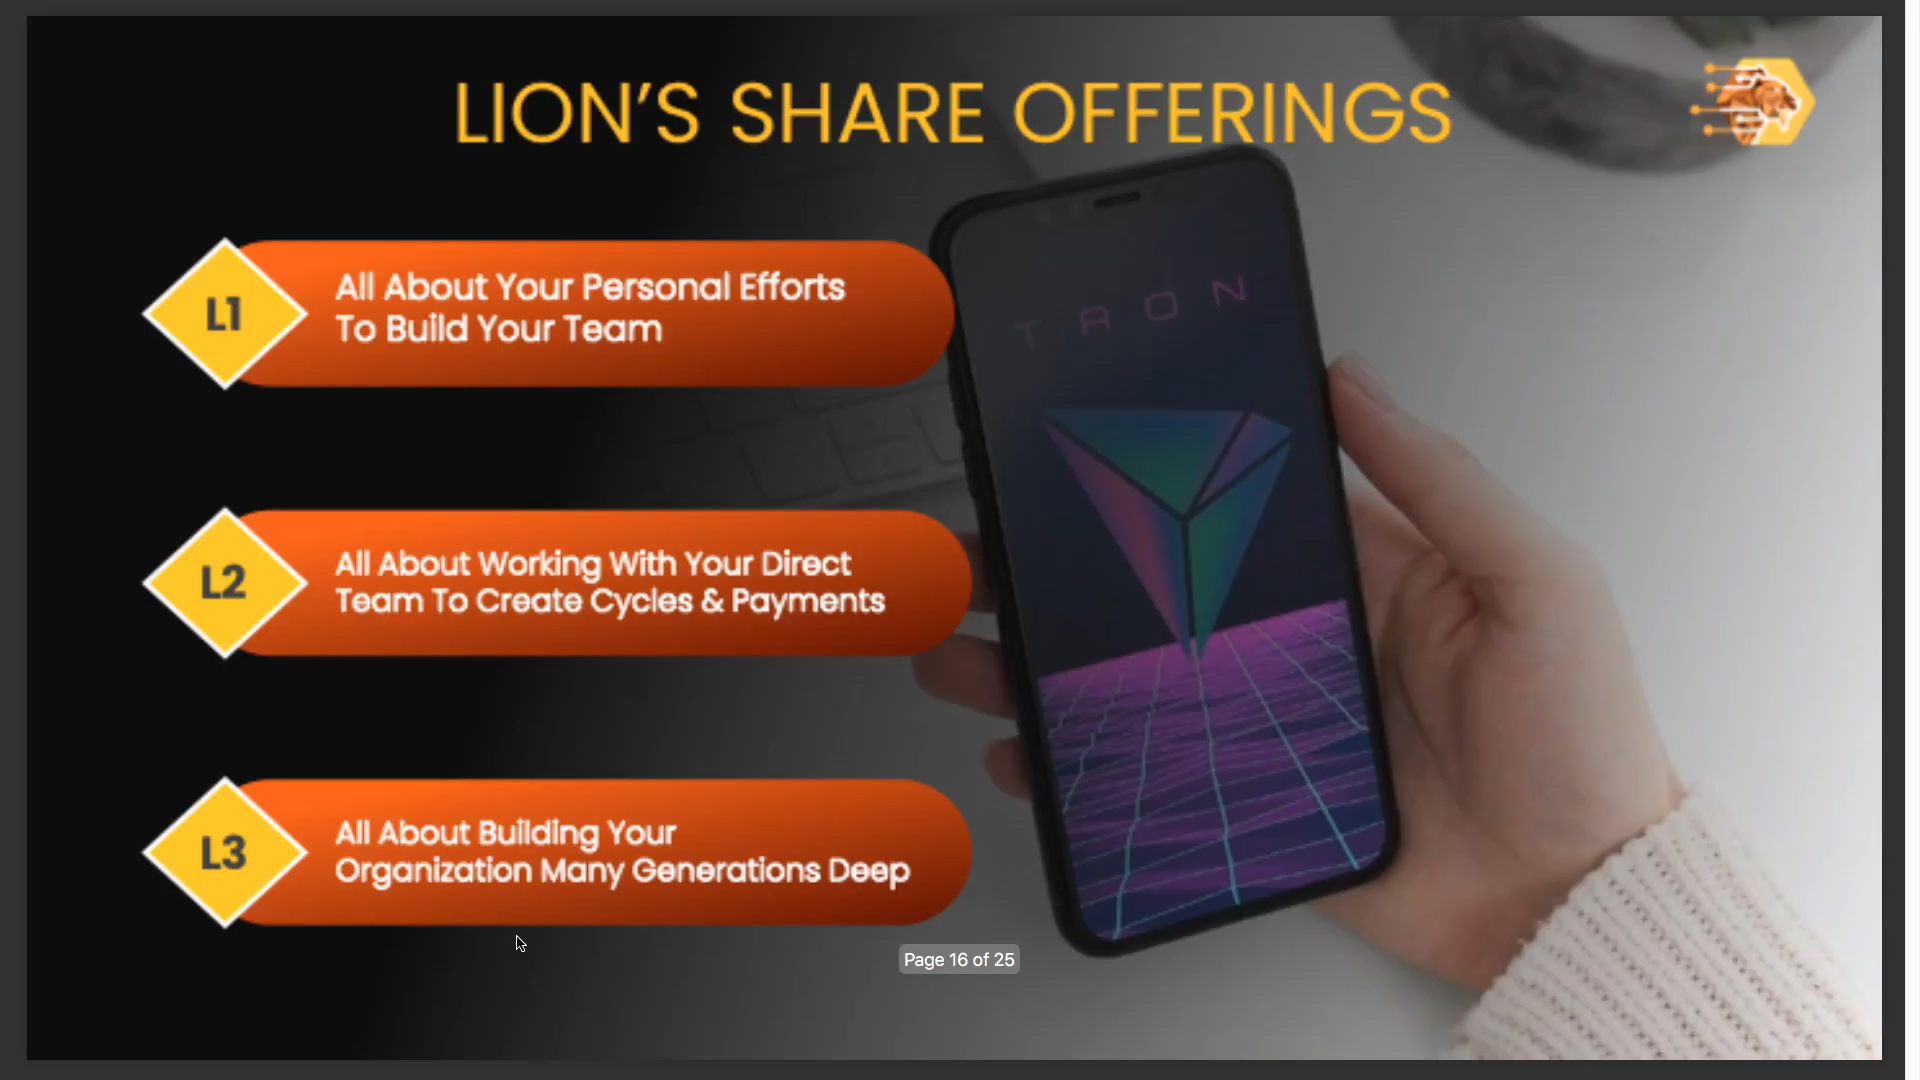 LION'S SHARE OFFERINGS
L1
All About Your Personal Efforts
To Build Your Team
TRON
L2
All About Working With Your Direct
Team To Create Cycles & Payments
L3
All About Building Your
Organization Many Generations Deep
Page 16 of 25